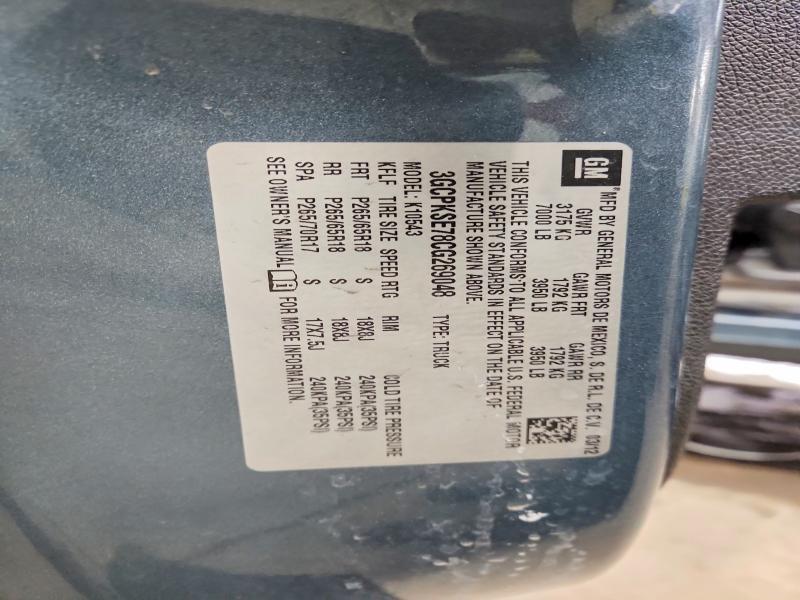 GM ® MFD BY GENERAL MOTORS DE MEXICO, S. DE R.L. DE C.V. 03/12
GVWR GAWR FRT GAWR RR
3175 KG 1792 KG 1792 KG
7000 LB 3950 LB 3950 LB
THIS VEHICLE CONFORMS TO ALL APPLICABLE U.S. FEDERAL MOTOR
VEHICLE SAFETY STANDARDS IN EFFECT ON THE DATE OF
MANUFACTURE SHOWN ABOVE.
3GCPKSE78CG269048 TYPE: TRUCK
MODEL: K10543
KFLF TIRE SIZE SPEED RTG RIM COLD TIRE PRESSURE
FRT P265/65R18 S 18X8J 240KPA(35PSI)
RR P265/65R18 S 18X8J 240KPA(35PSI)
SPA P265/70R17 S 17X7.5J 240KPA(35PSI)
SEE OWNER'S MANUAL i FOR MORE INFORMATION.